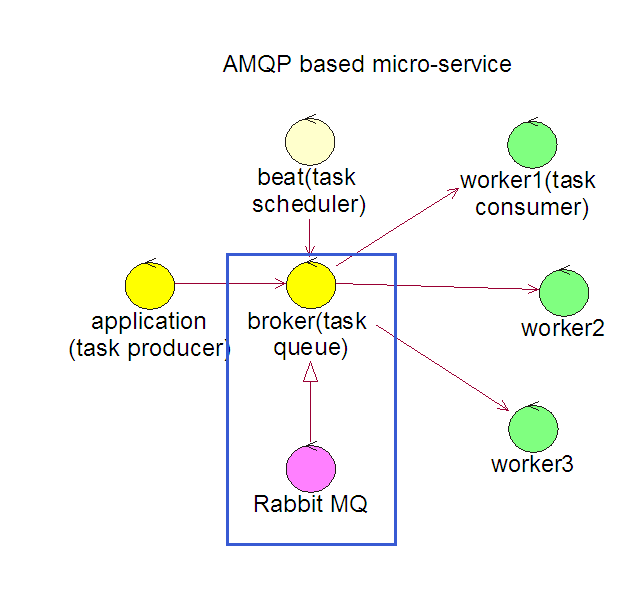 AMQP based micro-service
beat(task
scheduler)
worker1(task
consumer)
application
(task producer)
broker(task
queue)
worker2
worker3
Rabbit MQ